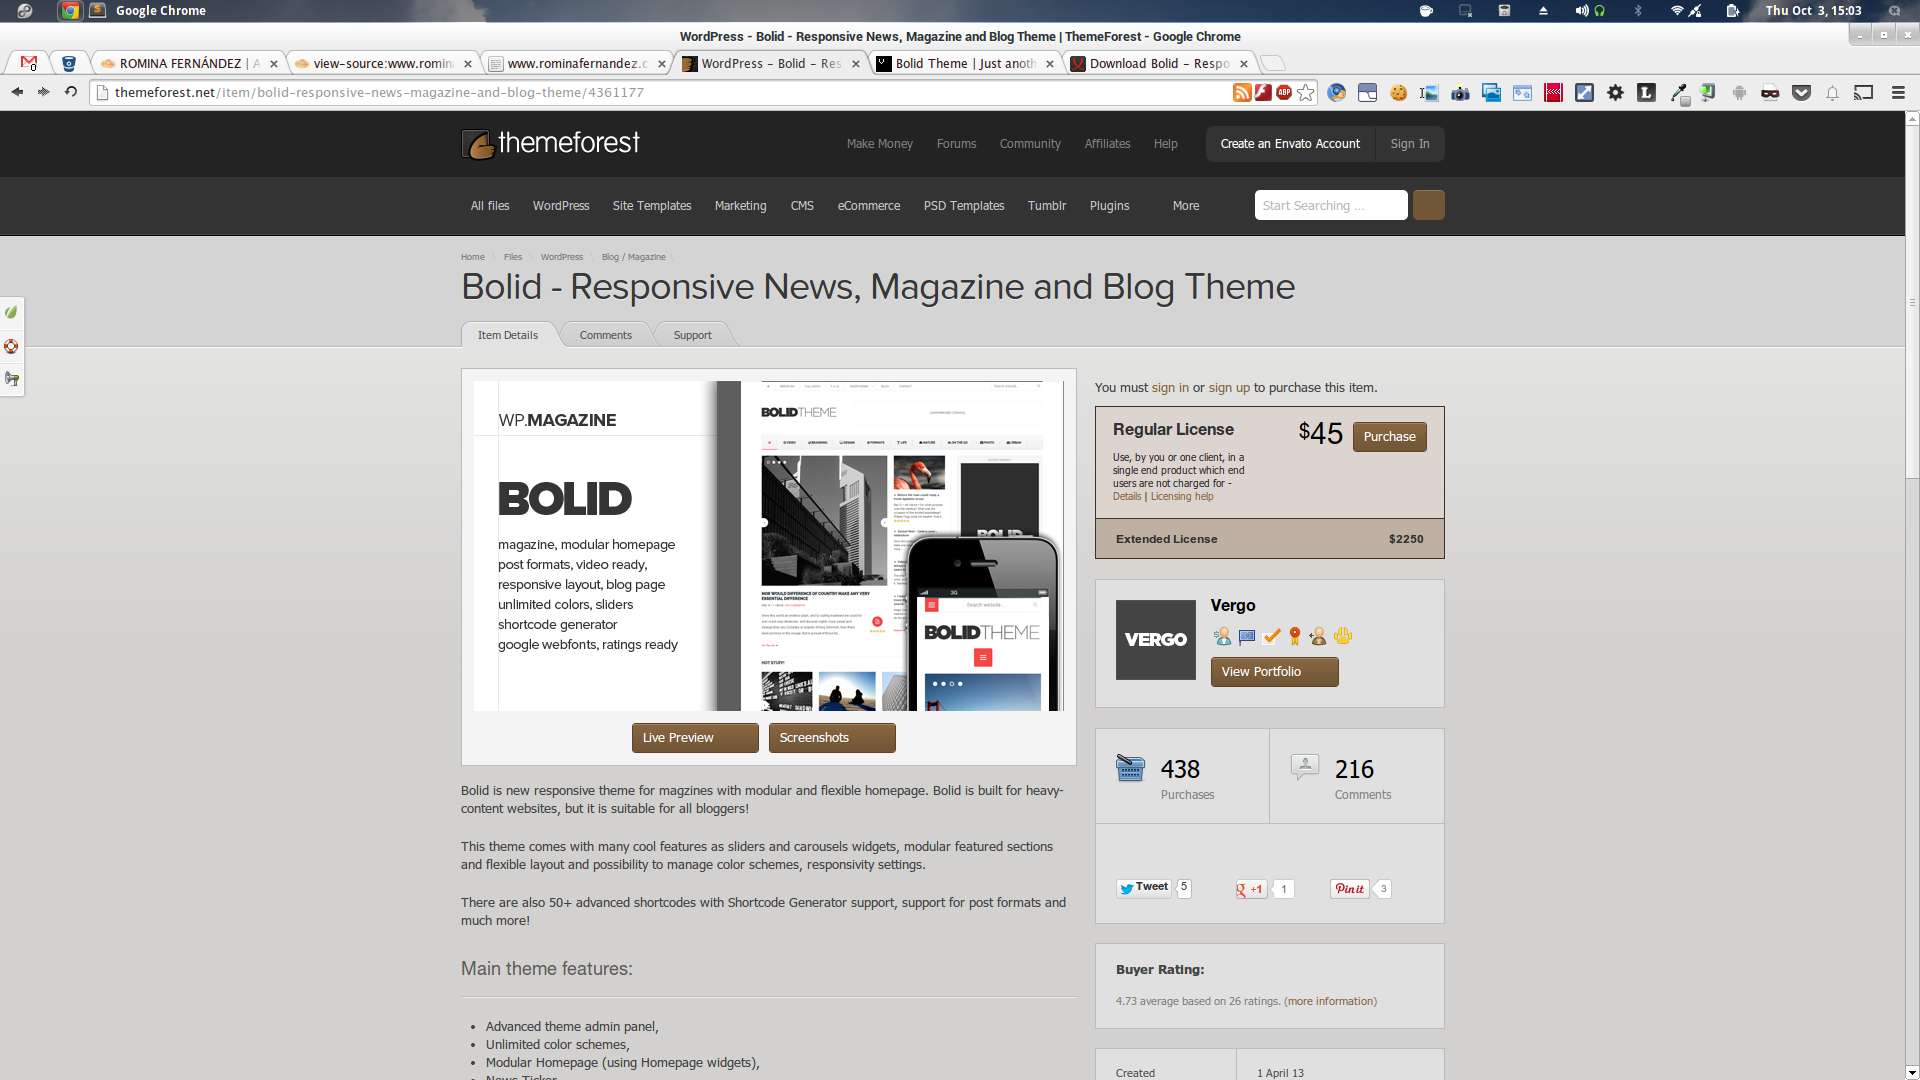 Google Chrome
Thu Oct 3, 15:03
WordPress - Bolid - Responsive News, Magazine and Blog Theme | ThemeForest - Google Chrome
ROMINA FERNÁNDEZ | A
view-source:www.romin
www.rominafernandez.c
WordPress - Bolid - Res
Bolid Theme | Just anoth
Download Bolid - Respo
themeforest.net/item/bolid-responsive-news-magazine-and-blog-theme/4361177
themeforest
Make Money
Forums
Community
Affiliates
Help
Create an Envato Account
Sign In
All files
WordPress
Site Templates
Marketing
CMS
eCommerce
PSD Templates
Tumblr
Plugins
More
Start Searching ...
Home \ Files \ WordPress \ Blog / Magazine \
Bolid - Responsive News, Magazine and Blog Theme
Item Details
Comments
Support
WP.MAGAZINE
BOLID
magazine, modular homepage
post formats, video ready,
responsive layout, blog page
unlimited colors, sliders
shortcode generator
google webfonts, ratings ready
BOLIDTHEME
HOT STUFF!
3G
Search website...
BOLIDTHEME
Live Preview
Screenshots
You must sign in or sign up to purchase this item.
Regular License
$45
Purchase
Use, by you or one client, in a
single end product which end
users are not charged for -
Details | Licensing help
Extended License
$2250
VERGO
Vergo
View Portfolio
438
Purchases
216
Comments
Tweet
5
+1
1
Pin it
3
Buyer Rating:
4.73 average based on 26 ratings. (more information)
Created
1 April 13
Bolid is new responsive theme for magzines with modular and flexible homepage. Bolid is built for heavy-
content websites, but it is suitable for all bloggers!
This theme comes with many cool features as sliders and carousels widgets, modular featured sections
and flexible layout and possibility to manage color schemes, responsivity settings.
There are also 50+ advanced shortcodes with Shortcode Generator support, support for post formats and
much more!
Main theme features:
• Advanced theme admin panel,
• Unlimited color schemes,
• Modular Homepage (using Homepage widgets),
• News Ticker